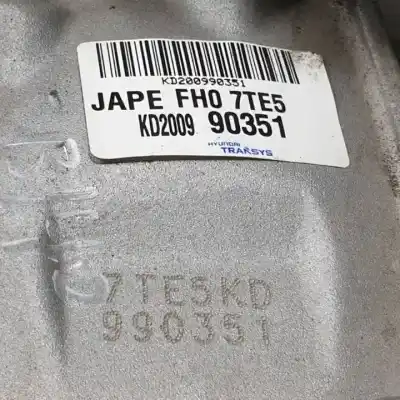 KD200990351
JAPE FH0 7TE5
KD2009 90351
HYUNDAI
TRANSYS
7TE5KD
990351